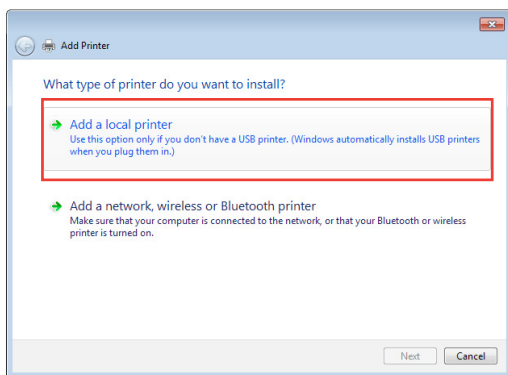 Add Printer
What type of printer do you want to install?
Add a local printer
Use this option only if you don't have a USB printer. (Windows automatically installs USB printers
when you plug them in.)
Add a network, wireless or Bluetooth printer
Make sure that your computer is connected to the network, or that your Bluetooth or wireless
printer is turned on.
Next Cancel